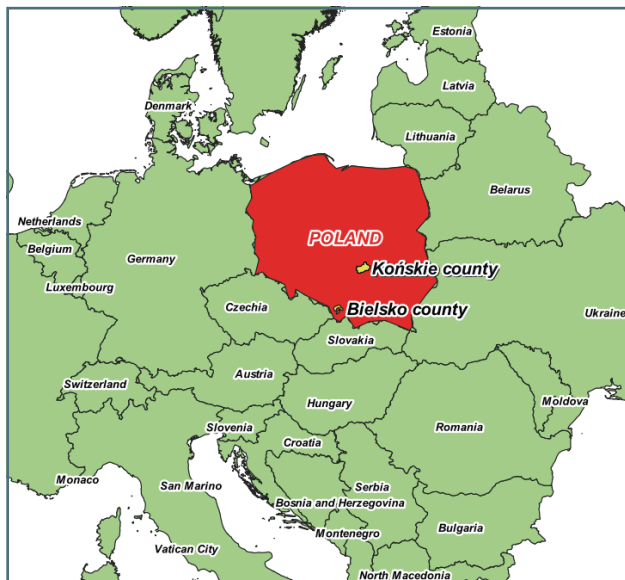 Estonia
Latvia
Denmark
Lithuania
Belarus
Netherlands
POLAND
Belgium
Germany
Końskie county
Luxembourg
Czechia
Bielsko county
Ukraine
Slovakia
Switzerland
Austria
Hungary
Moldova
Slovenia
Romania
Croatia
Monaco
San Marino
Serbia
Bosnia and Herzegovina
Bulgaria
Montenegro
Vatican City
North Macedonia